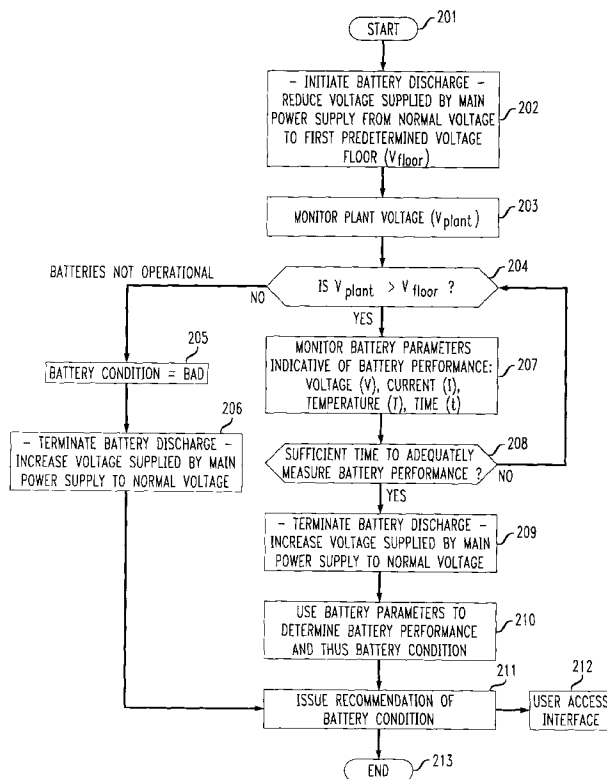 START
201
- INITIATE BATTERY DISCHARGE -
REDUCE VOLTAGE SUPPLIED BY MAIN
POWER SUPPLY FROM NORMAL VOLTAGE
TO FIRST PREDETERMINED VOLTAGE
FLOOR (Vfloor)
202
MONITOR PLANT VOLTAGE (Vplant)
203
204
BATTERIES NOT OPERATIONAL
IS Vplant > Vfloor ?
NO
YES
205
BATTERY CONDITION = BAD
MONITOR BATTERY PARAMETERS
INDICATIVE OF BATTERY PERFORMANCE:
VOLTAGE (V), CURRENT (I),
TEMPERATURE (T), TIME (t)
207
206
- TERMINATE BATTERY DISCHARGE -
INCREASE VOLTAGE SUPPLIED BY MAIN
POWER SUPPLY TO NORMAL VOLTAGE
208
SUFFICIENT TIME TO ADEQUATELY
MEASURE BATTERY PERFORMANCE ?
NO
YES
- TERMINATE BATTERY DISCHARGE -
INCREASE VOLTAGE SUPPLIED BY MAIN
POWER SUPPLY TO NORMAL VOLTAGE
209
USE BATTERY PARAMETERS TO
DETERMINE BATTERY PERFORMANCE
AND THUS BATTERY CONDITION
210
211
ISSUE RECOMMENDATION OF
BATTERY CONDITION
212
USER ACCESS
INTERFACE
END
213